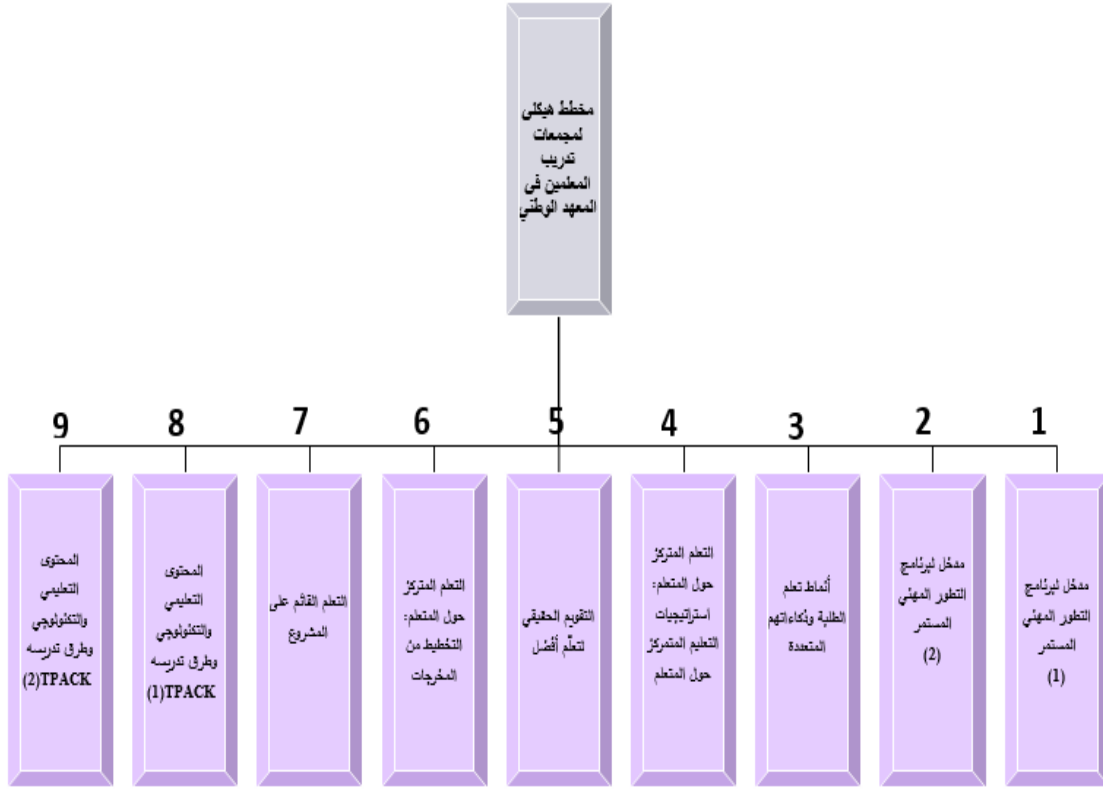 مخطط هيكلي
لمجمعات
تدريب
المعلمين في
المعهد الوطني
1
مدخل لبرنامج
التطور المهني
المستمر
(1)
2
مدخل لبرنامج
التطور المهني
المستمر
(2)
3
أنماط تعلم
الطلبة وذكاءاتهم
المتعددة
4
التعلم المتركز
حول المتعلم:
استراتيجيات
التعليم المتمركز
حول المتعلم
5
التقويم الحقيقي
لتعلّم أفضل
6
التعلم المتركز
حول المتعلم:
التخطيط من
المخرجات
7
التعلم القائم على
المشروع
8
المحتوى
التعليمي
والتكنولوجي
وطرق تدريسه
TPACK(1)
9
المحتوى
التعليمي
والتكنولوجي
وطرق تدريسه
TPACK(2)